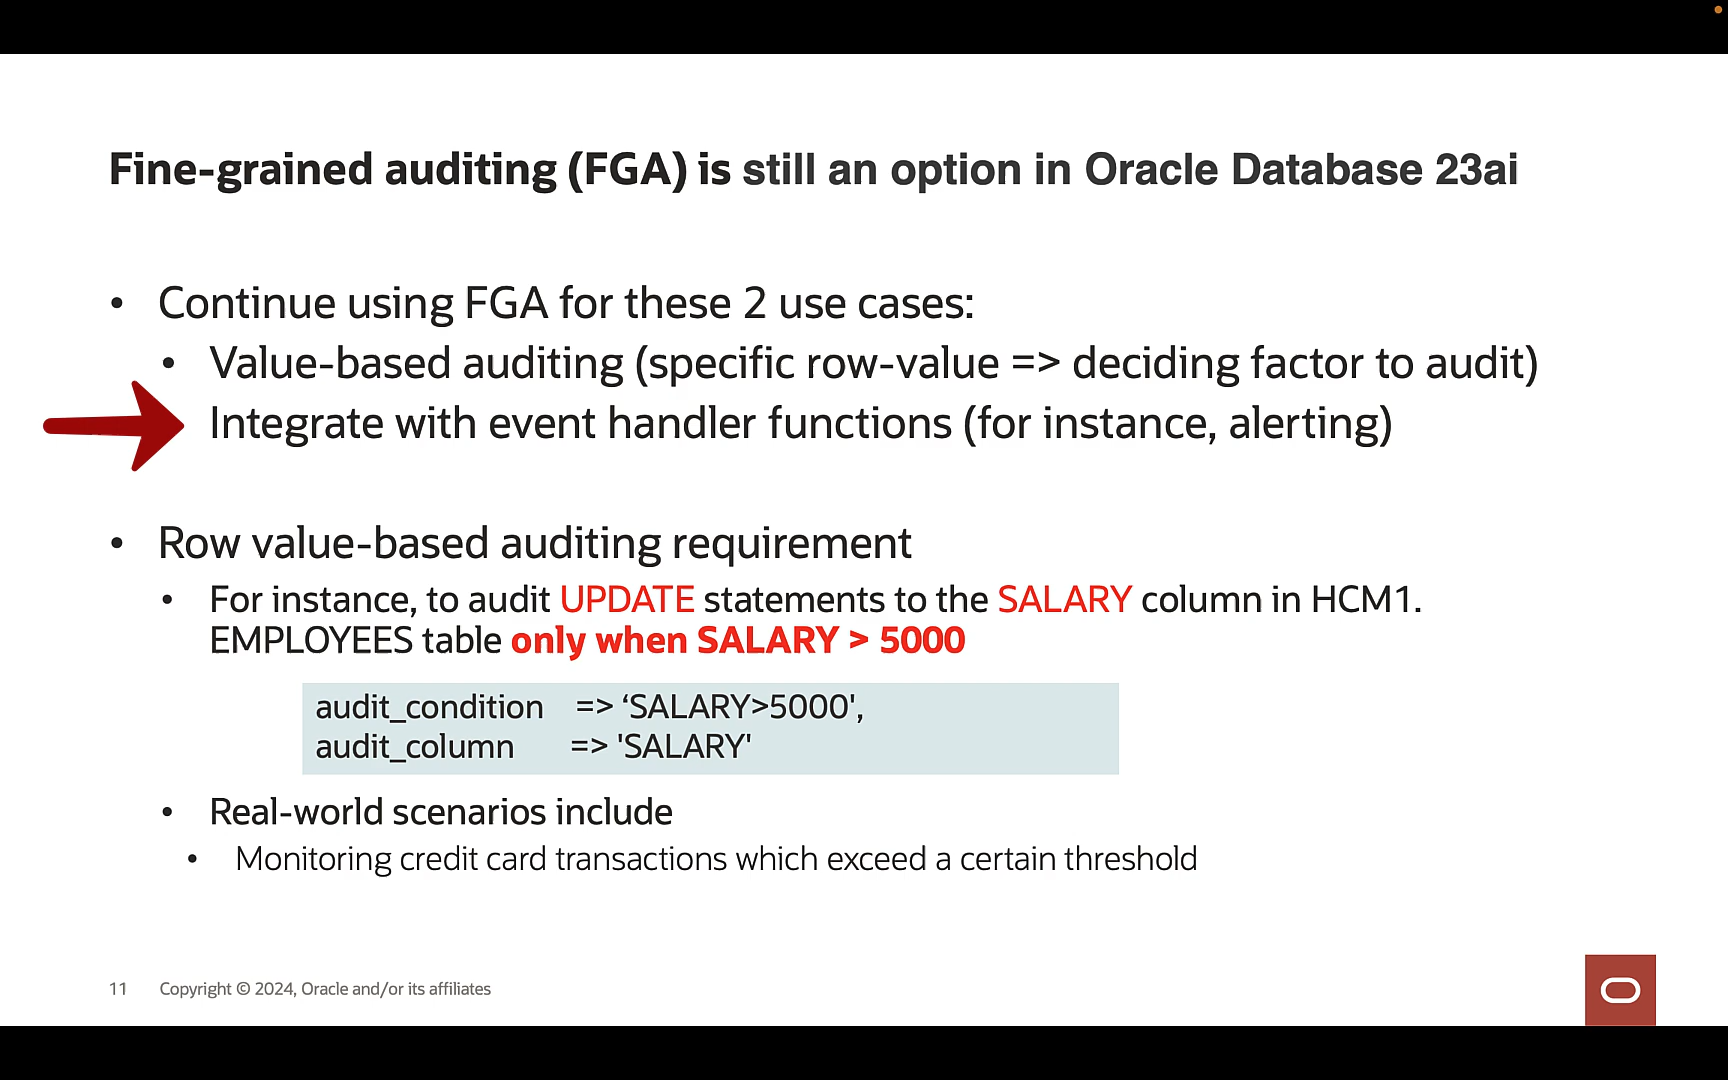 Fine-grained auditing (FGA) is still an option in Oracle Database 23ai
• Continue using FGA for these 2 use cases:
• Value-based auditing (specific row-value => deciding factor to audit)
Integrate with event handler functions (for instance, alerting)
• Row value-based auditing requirement
• For instance, to audit UPDATE statements to the SALARY column in HCM1.
EMPLOYEES table only when SALARY > 5000
audit_condition => ‘SALARY>5000',
audit_column => 'SALARY'
• Real-world scenarios include
• Monitoring credit card transactions which exceed a certain threshold
11 Copyright © 2024, Oracle and/or its affiliates